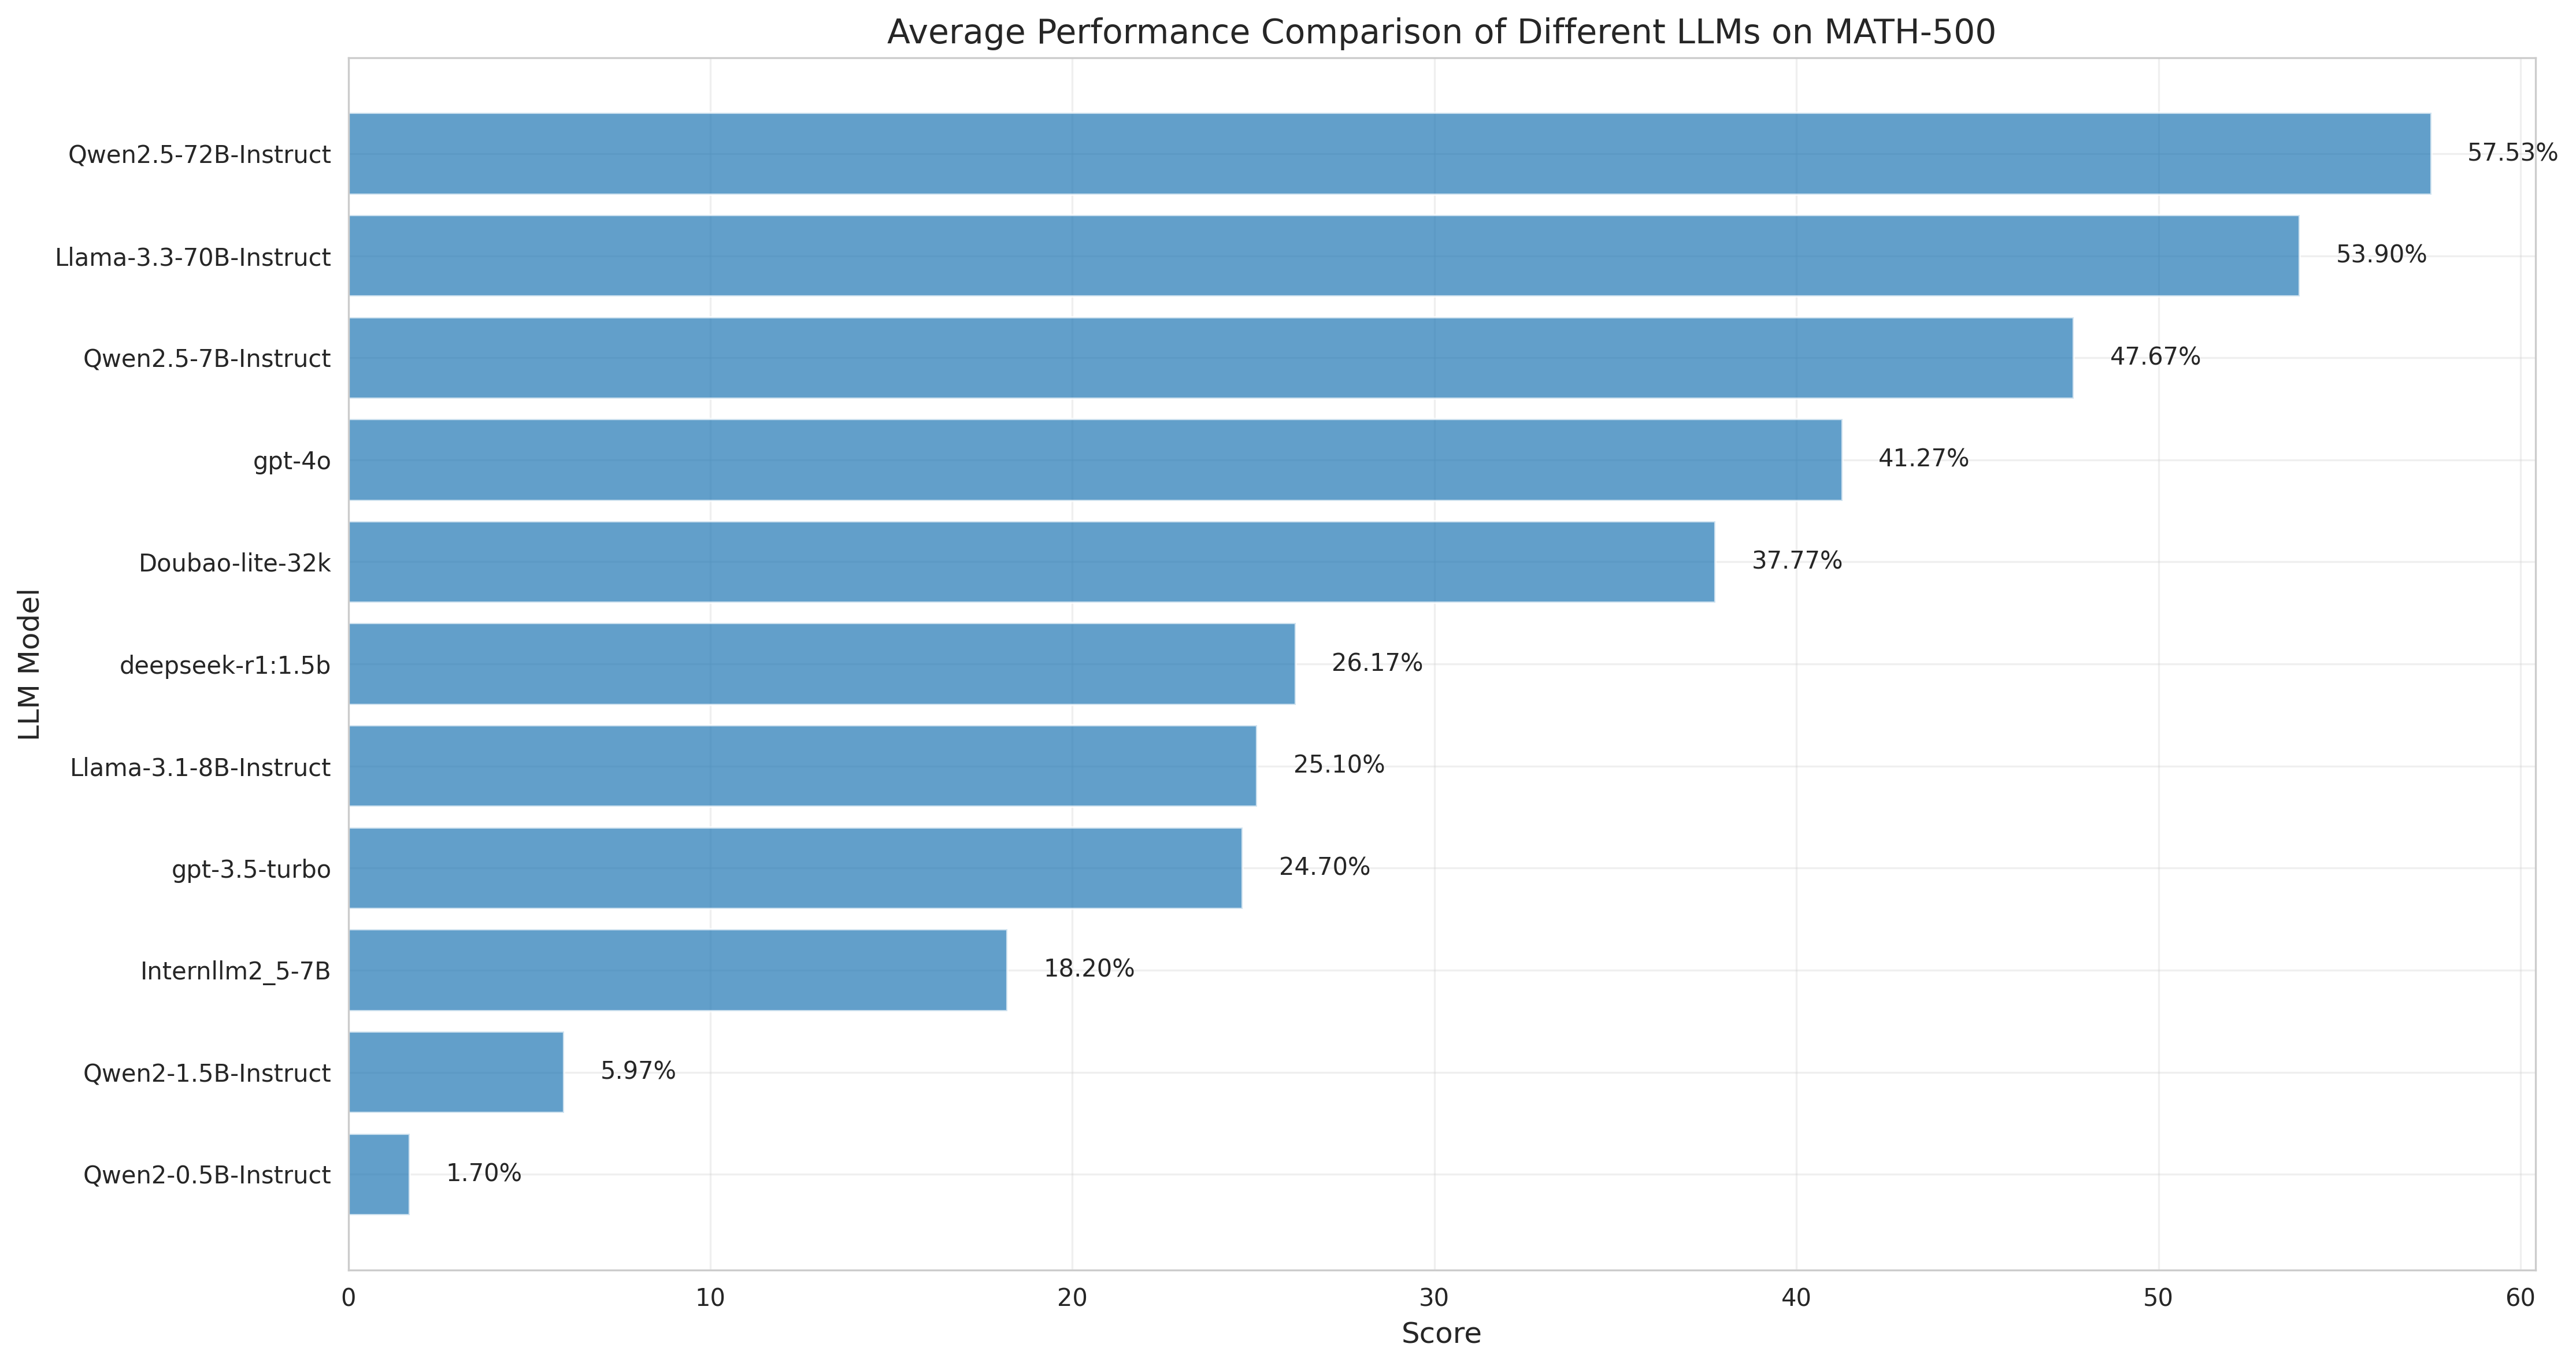 Average Performance Comparison of Different LLMs on MATH-500
Qwen2.5-72B-Instruct 57.53%
Llama-3.3-70B-Instruct 53.90%
Qwen2.5-7B-Instruct 47.67%
gpt-4o 41.27%
Doubao-lite-32k 37.77%
deepseek-r1:1.5b 26.17%
Llama-3.1-8B-Instruct 25.10%
gpt-3.5-turbo 24.70%
Internllm2_5-7B 18.20%
Qwen2-1.5B-Instruct 5.97%
Qwen2-0.5B-Instruct 1.70%
LLM Model
0 10 20 30 40 50 60
Score